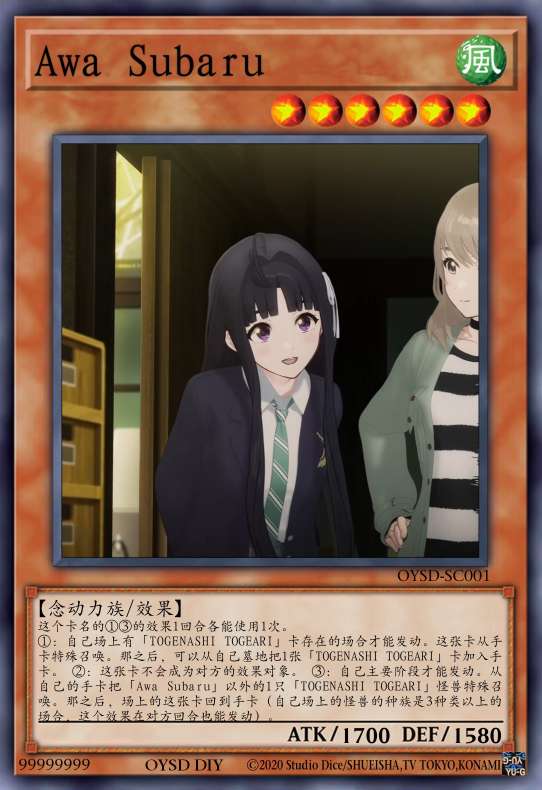 Awa Subaru
風
OYSD-SC001
【念动力族/效果】
这个卡名的①③的效果1回合各能使用1次。
①：自己场上有「TOGENASHI TOGEARI」卡存在的场合才能发动。这张卡从手
卡特殊召唤。那之后，可以从自己墓地把1张「TOGENASHI TOGEARI」卡加入手
卡。 ②：这张卡不会成为对方的效果对象。 ③：自己主要阶段才能发动。从
自己的手卡把「Awa Subaru」以外的1只「TOGENASHI TOGEARI」怪兽特殊召
唤。那之后，场上的这张卡回到手卡（自己场上的怪兽的种族是3种类以上的
场合，这个效果在对方回合也能发动）。
ATK/1700 DEF/1580
99999999 OYSD DIY ©2020 Studio Dice/SHUEISHA,TV TOKYO,KONAMI